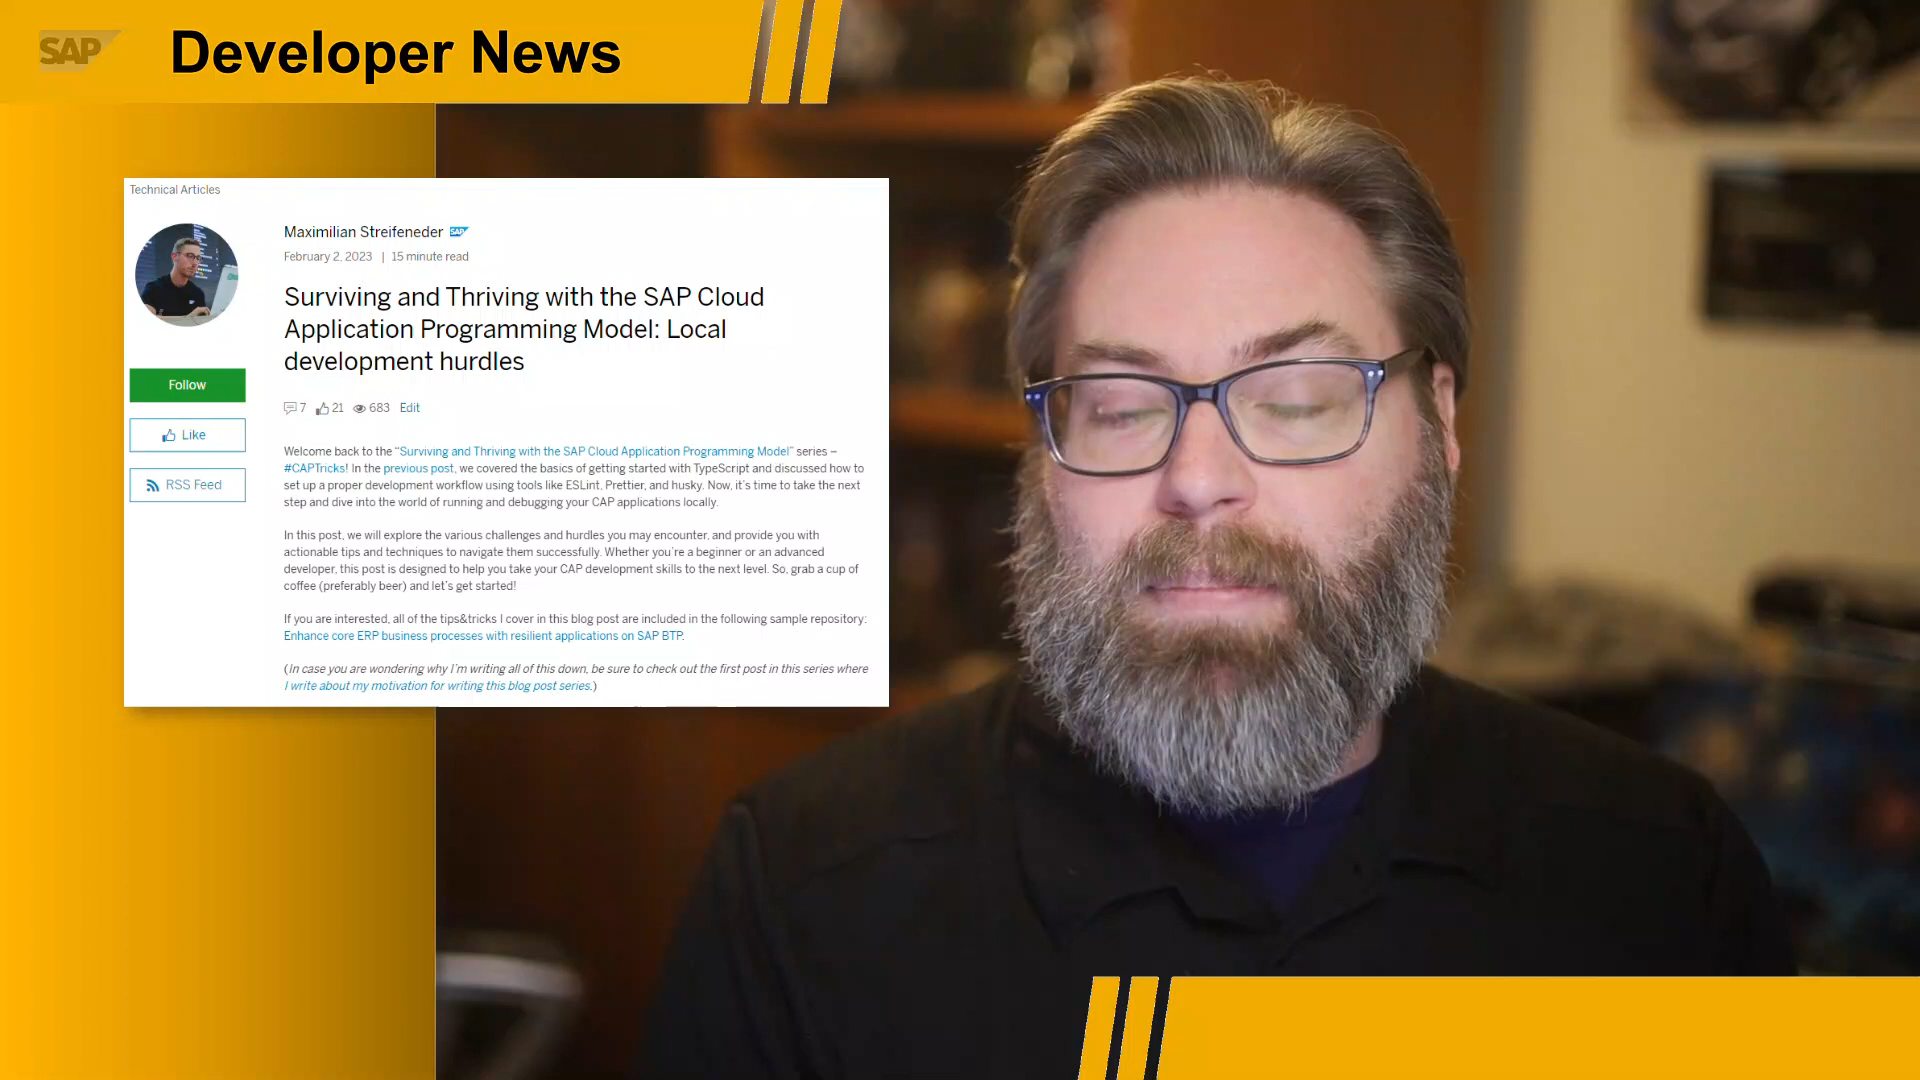 SAP
Developer News
Technical Articles
Maximilian Streifeneder SAP
February 2, 2023 | 15 minute read
Surviving and Thriving with the SAP Cloud
Application Programming Model: Local
development hurdles
Follow
7 21 683 Edit
Like
Welcome back to the “Surviving and Thriving with the SAP Cloud Application Programming Model” series –
#CAPTricks! In the previous post, we covered the basics of getting started with TypeScript and discussed how to
set up a proper development workflow using tools like ESLint, Prettier, and husky. Now, it’s time to take the next
step and dive into the world of running and debugging your CAP applications locally.
RSS Feed
In this post, we will explore the various challenges and hurdles you may encounter, and provide you with
actionable tips and techniques to navigate them successfully. Whether you’re a beginner or an advanced
developer, this post is designed to help you take your CAP development skills to the next level. So, grab a cup of
coffee (preferably beer) and let’s get started!
If you are interested, all of the tips&tricks I cover in this blog post are included in the following sample repository:
Enhance core ERP business processes with resilient applications on SAP BTP.
(In case you are wondering why I’m writing all of this down, be sure to check out the first post in this series where
I write about my motivation for writing this blog post series.)